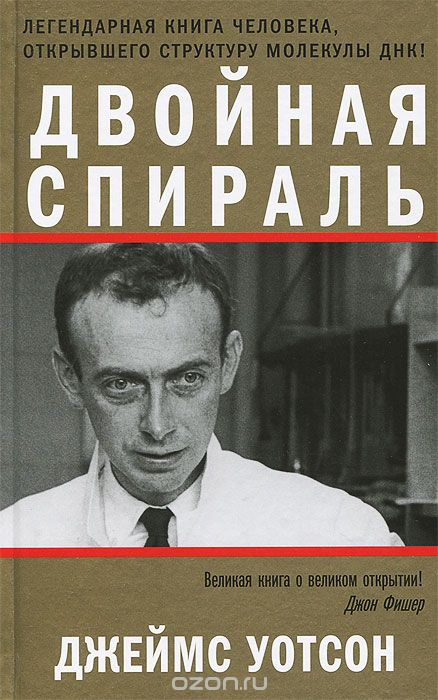 ЛЕГЕНДАРНАЯ КНИГА ЧЕЛОВЕКА,
ОТКРЫВШЕГО СТРУКТУРУ МОЛЕКУЛЫ ДНК!
ДВОЙНАЯ
СПИРАЛЬ
Великая книга о великом открытии!
Джон Фишер
ДЖЕЙМС УОТСОН
ozon.ru